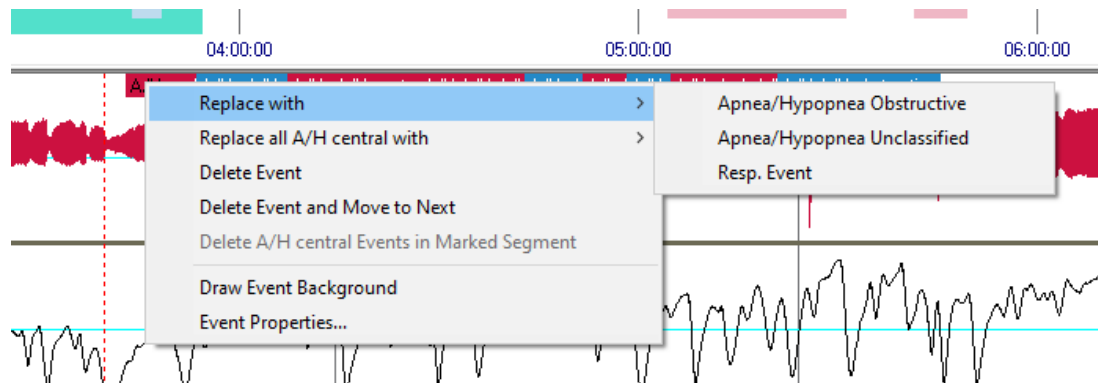 04:00:00
05:00:00
06:00:00
Replace with
Replace all A/H central with
Delete Event
Delete Event and Move to Next
Delete A/H central Events in Marked Segment
Draw Event Background
Event Properties...
Apnea/Hypopnea Obstructive
Apnea/Hypopnea Unclassified
Resp. Event